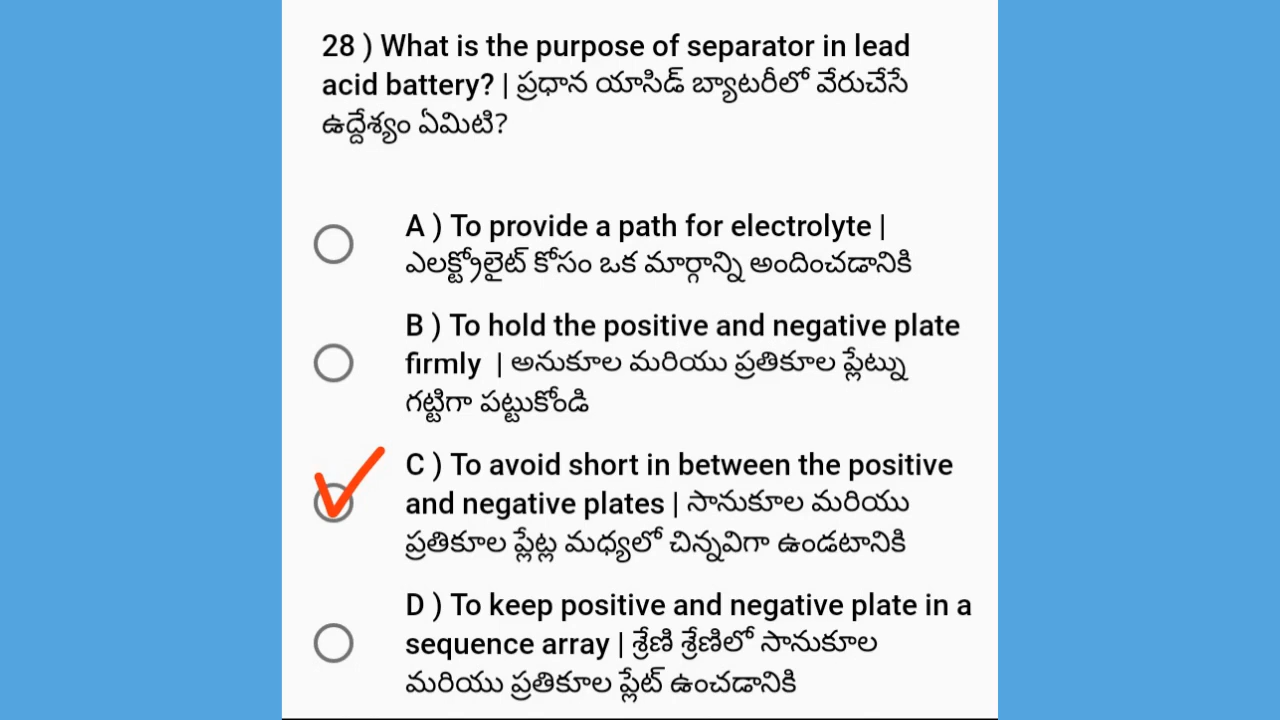 28 ) What is the purpose of separator in lead
acid battery? | ప్రధాన యాసిడ్ బ్యాటరీలో వేరుచేసే
ఉద్దేశ్యం ఏమిటి?
A ) To provide a path for electrolyte |
ఎలక్ట్రోలైట్ కోసం ఒక మార్గాన్ని అందించడానికి
B ) To hold the positive and negative plate
firmly | అనుకూల మరియు ప్రతికూల ప్లేట్ను
గట్టిగా పట్టుకోండి
C ) To avoid short in between the positive
and negative plates | సానుకూల మరియు
ప్రతికూల ప్లేట్ల మధ్యలో చిన్నవిగా ఉండటానికి
D ) To keep positive and negative plate in a
sequence array | శ్రేణి శ్రేణిలో సానుకూల
మరియు ప్రతికూల ప్లేట్ ఉంచడానికి